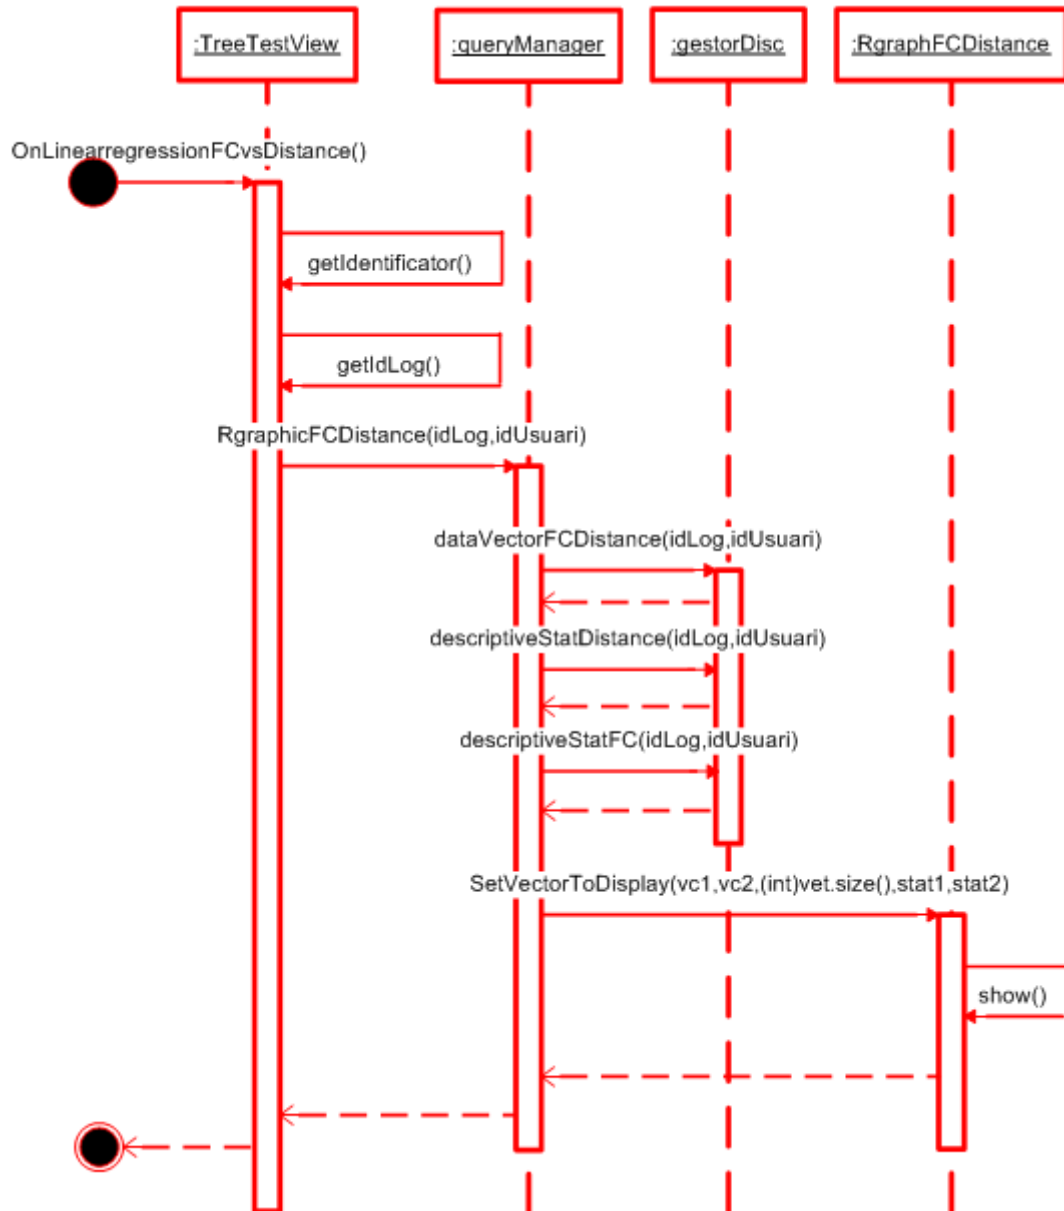 :TreeTestView
:queryManager
:gestorDisc
:RgraphFCDistance
OnLinearregressionFCvsDistance()
getIdentificator()
getIdLog()
RgraphicFCDistance(idLog,idUsuari)
dataVectorFCDistance(idLog,idUsuari)
descriptiveStatDistance(idLog,idUsuari)
descriptiveStatFC(idLog,idUsuari)
SetVectorToDisplay(vc1,vc2,(int)vet.size(),stat1,stat2)
show()